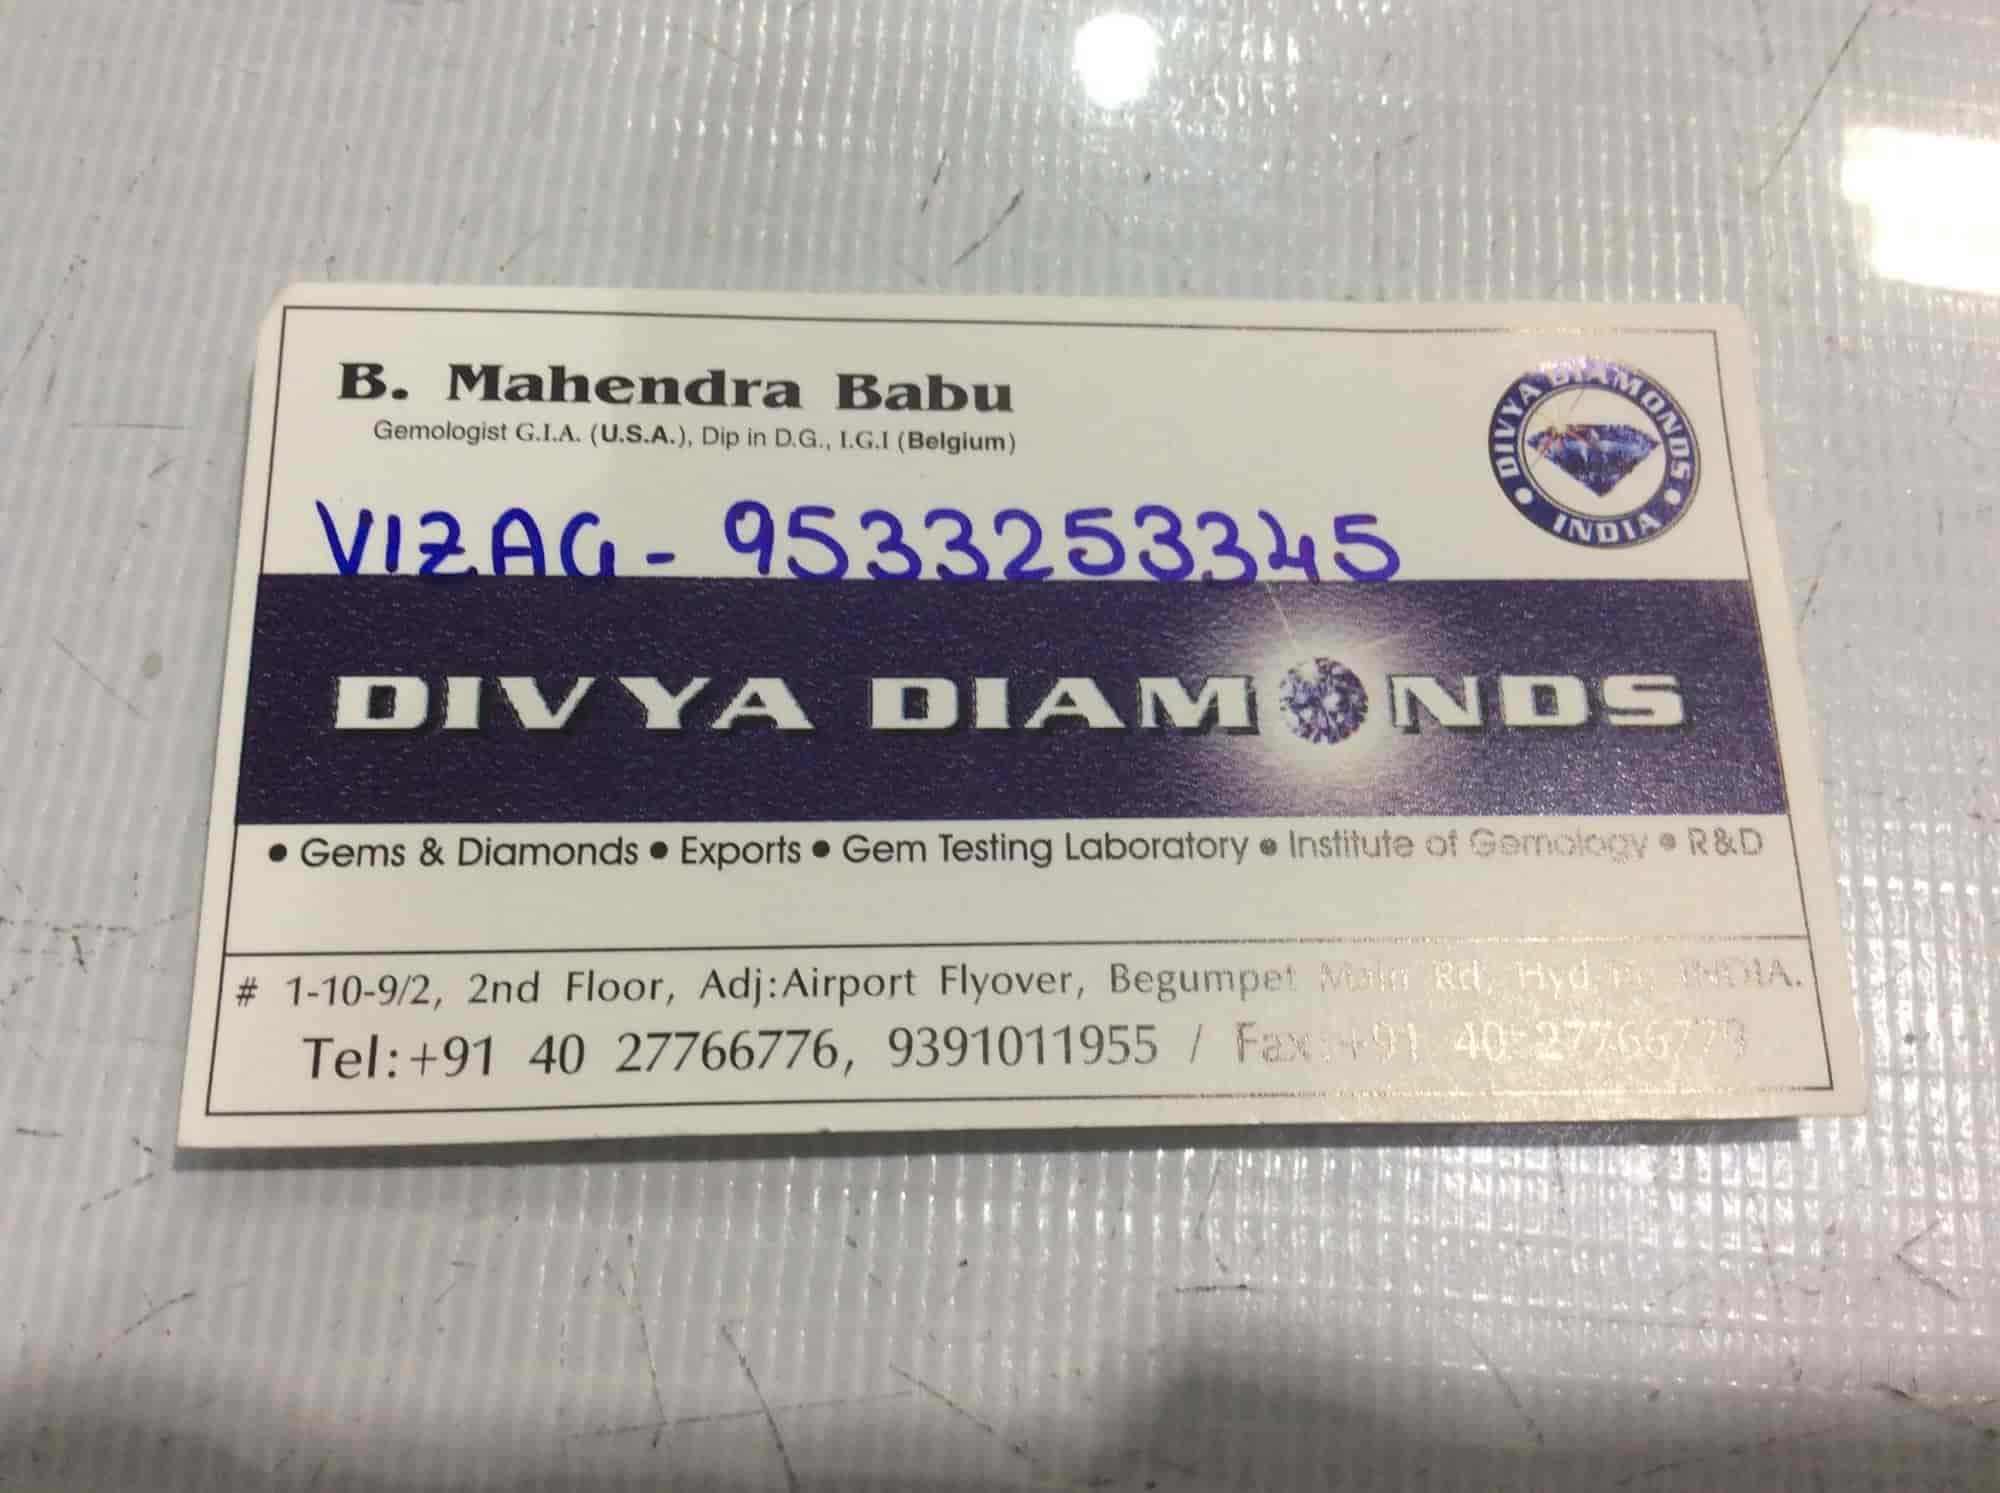 B. Mahendra Babu
Gemologist G.I.A. (U.S.A.), Dip in D.G., I.G.I (Belgium)
DIVYA DIAMONDS • INDIA •
VIZAG - 9533253345
DIVYA DIAMONDS
• Gems & Diamonds • Exports • Gem Testing Laboratory • Institute of Gemology • R&D
# 1-10-9/2, 2nd Floor, Adj:Airport Flyover, Begumpet Main Rd, Hyd, INDIA.
Tel:+91 40 27766776, 9391011955 / Fax:+91 40-27766779